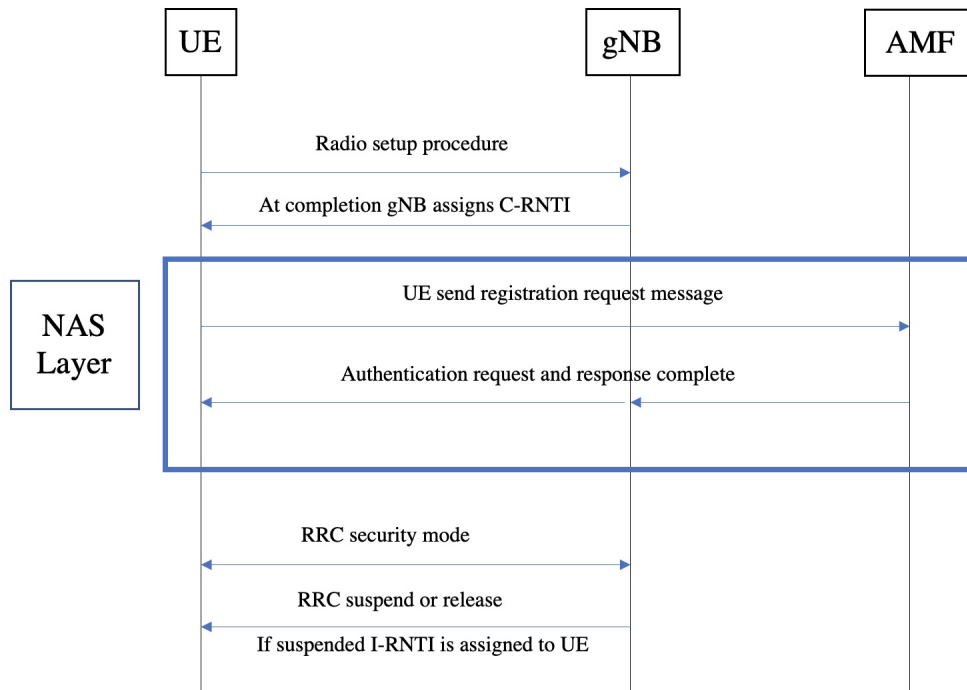 UE
gNB
AMF
Radio setup procedure
At completion gNB assigns C-RNTI
NAS
Layer
UE send registration request message
Authentication request and response complete
RRC security mode
RRC suspend or release
If suspended I-RNTI is assigned to UE